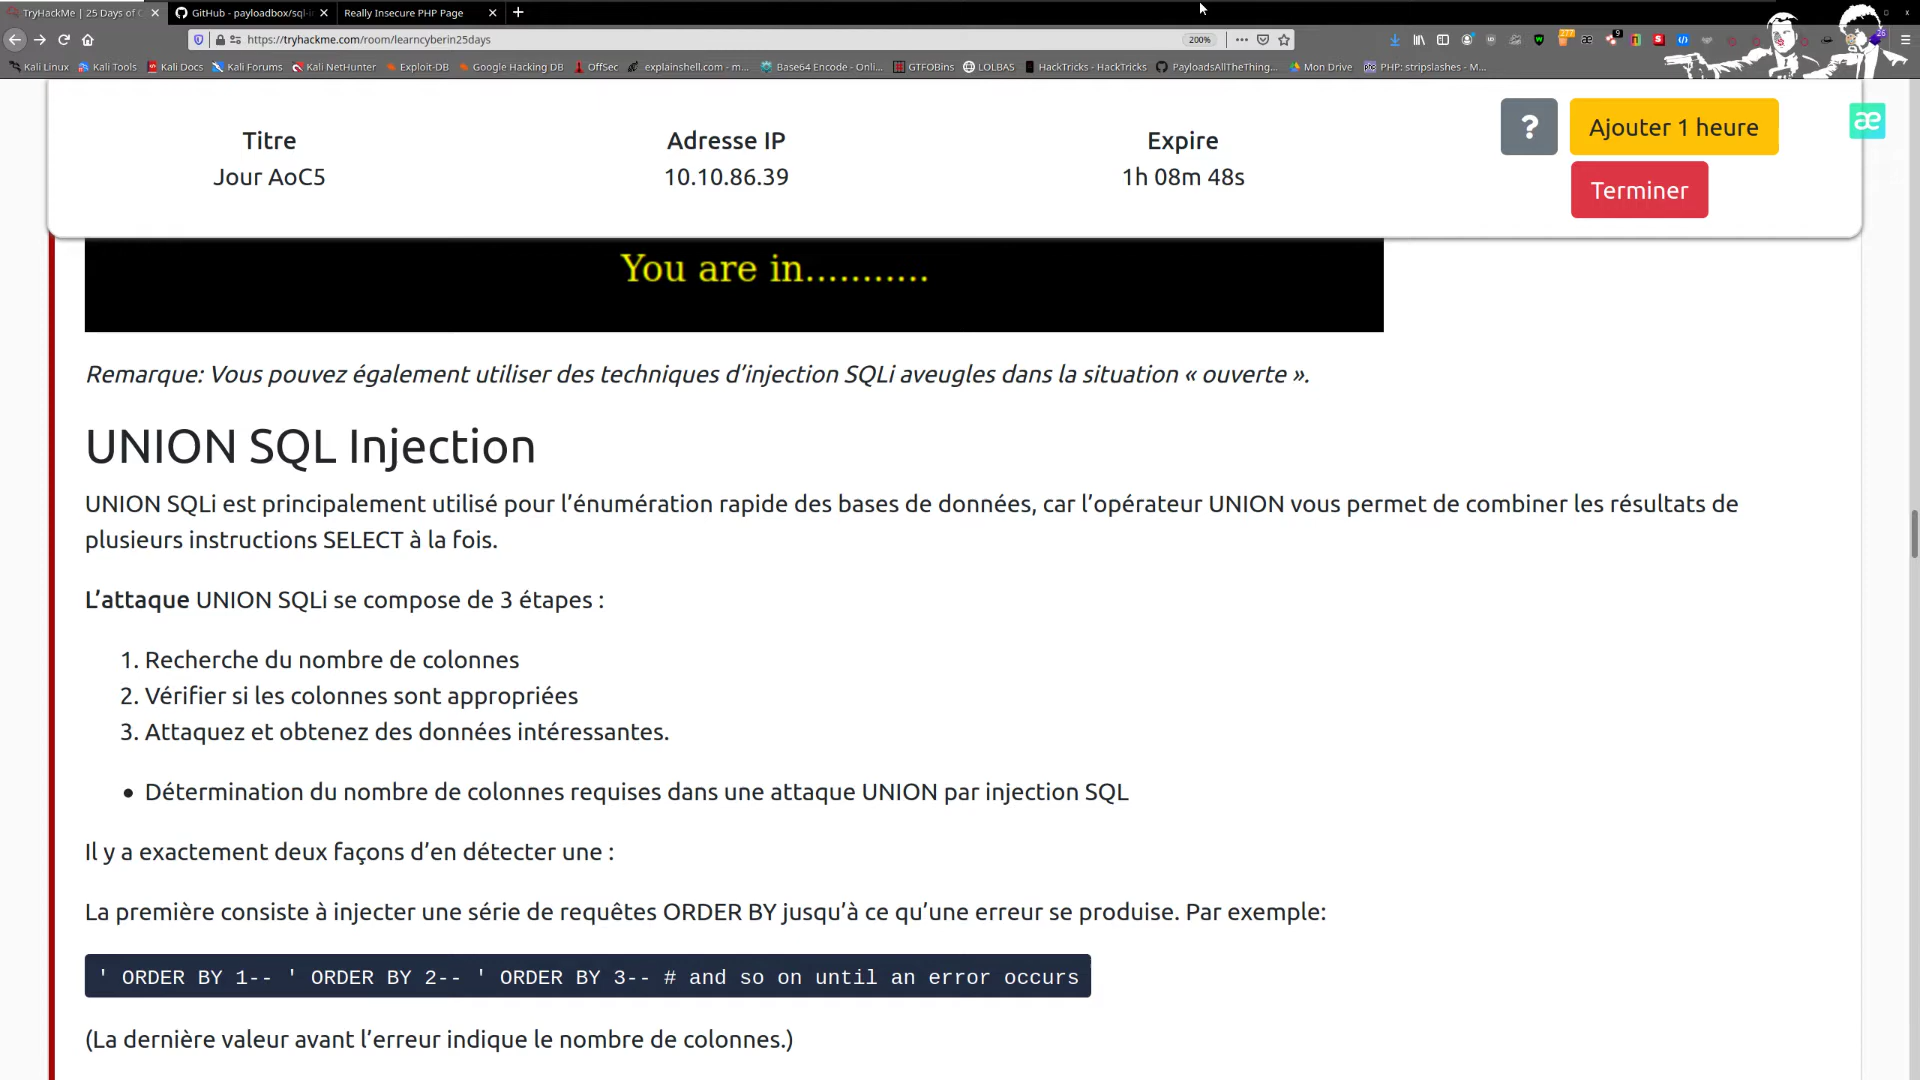 TryHackMe | 25 Days of C
GitHub - payloadbox/sql-in
Really Insecure PHP Page
https://tryhackme.com/room/learncyberin25days
200%
277
9
26
Kali Linux
Kali Tools
Kali Docs
Kali Forums
Kali NetHunter
Exploit-DB
Google Hacking DB
OffSec
explainshell.com - m...
Base64 Encode - Onli...
GTFOBins
LOLBAS
HackTricks - HackTricks
PayloadsAllTheThing...
Mon Drive
PHP: stripslashes - M...
Titre
Adresse IP
Expire
Jour AoC5
10.10.86.39
1h 08m 48s
?
Ajouter 1 heure
Terminer
æ
You are in...........
Remarque: Vous pouvez également utiliser des techniques d’injection SQLi aveugles dans la situation « ouverte ».
UNION SQL Injection
UNION SQLi est principalement utilisé pour l’énumération rapide des bases de données, car l’opérateur UNION vous permet de combiner les résultats de
plusieurs instructions SELECT à la fois.
L’attaque UNION SQLi se compose de 3 étapes :
1. Recherche du nombre de colonnes
2. Vérifier si les colonnes sont appropriées
3. Attaquez et obtenez des données intéressantes.
• Détermination du nombre de colonnes requises dans une attaque UNION par injection SQL
Il y a exactement deux façons d’en détecter une :
La première consiste à injecter une série de requêtes ORDER BY jusqu’à ce qu’une erreur se produise. Par exemple:
' ORDER BY 1-- ' ORDER BY 2-- ' ORDER BY 3-- # and so on until an error occurs
(La dernière valeur avant l’erreur indique le nombre de colonnes.)